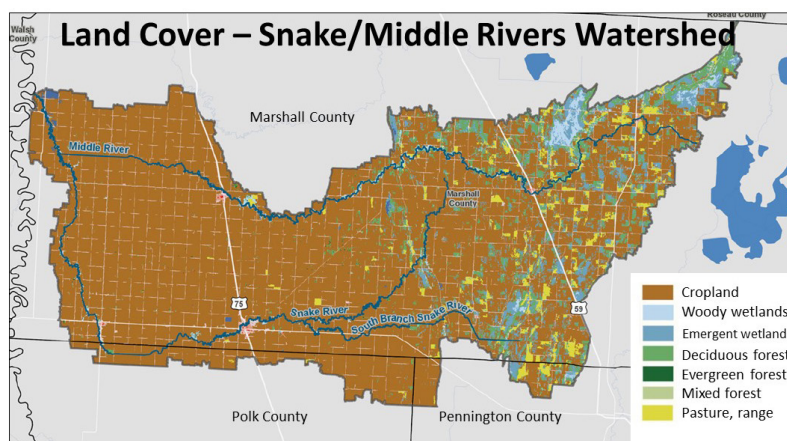 Roseau County
Walsh
County
Land Cover – Snake/Middle Rivers Watershed
Marshall County
Middle River
Marshall
County
75
Snake River
South Branch Snake River
59
Cropland
Woody wetlands
Emergent wetland
Deciduous forest
Evergreen forest
Mixed forest
Pasture, range
Polk County
Pennington County